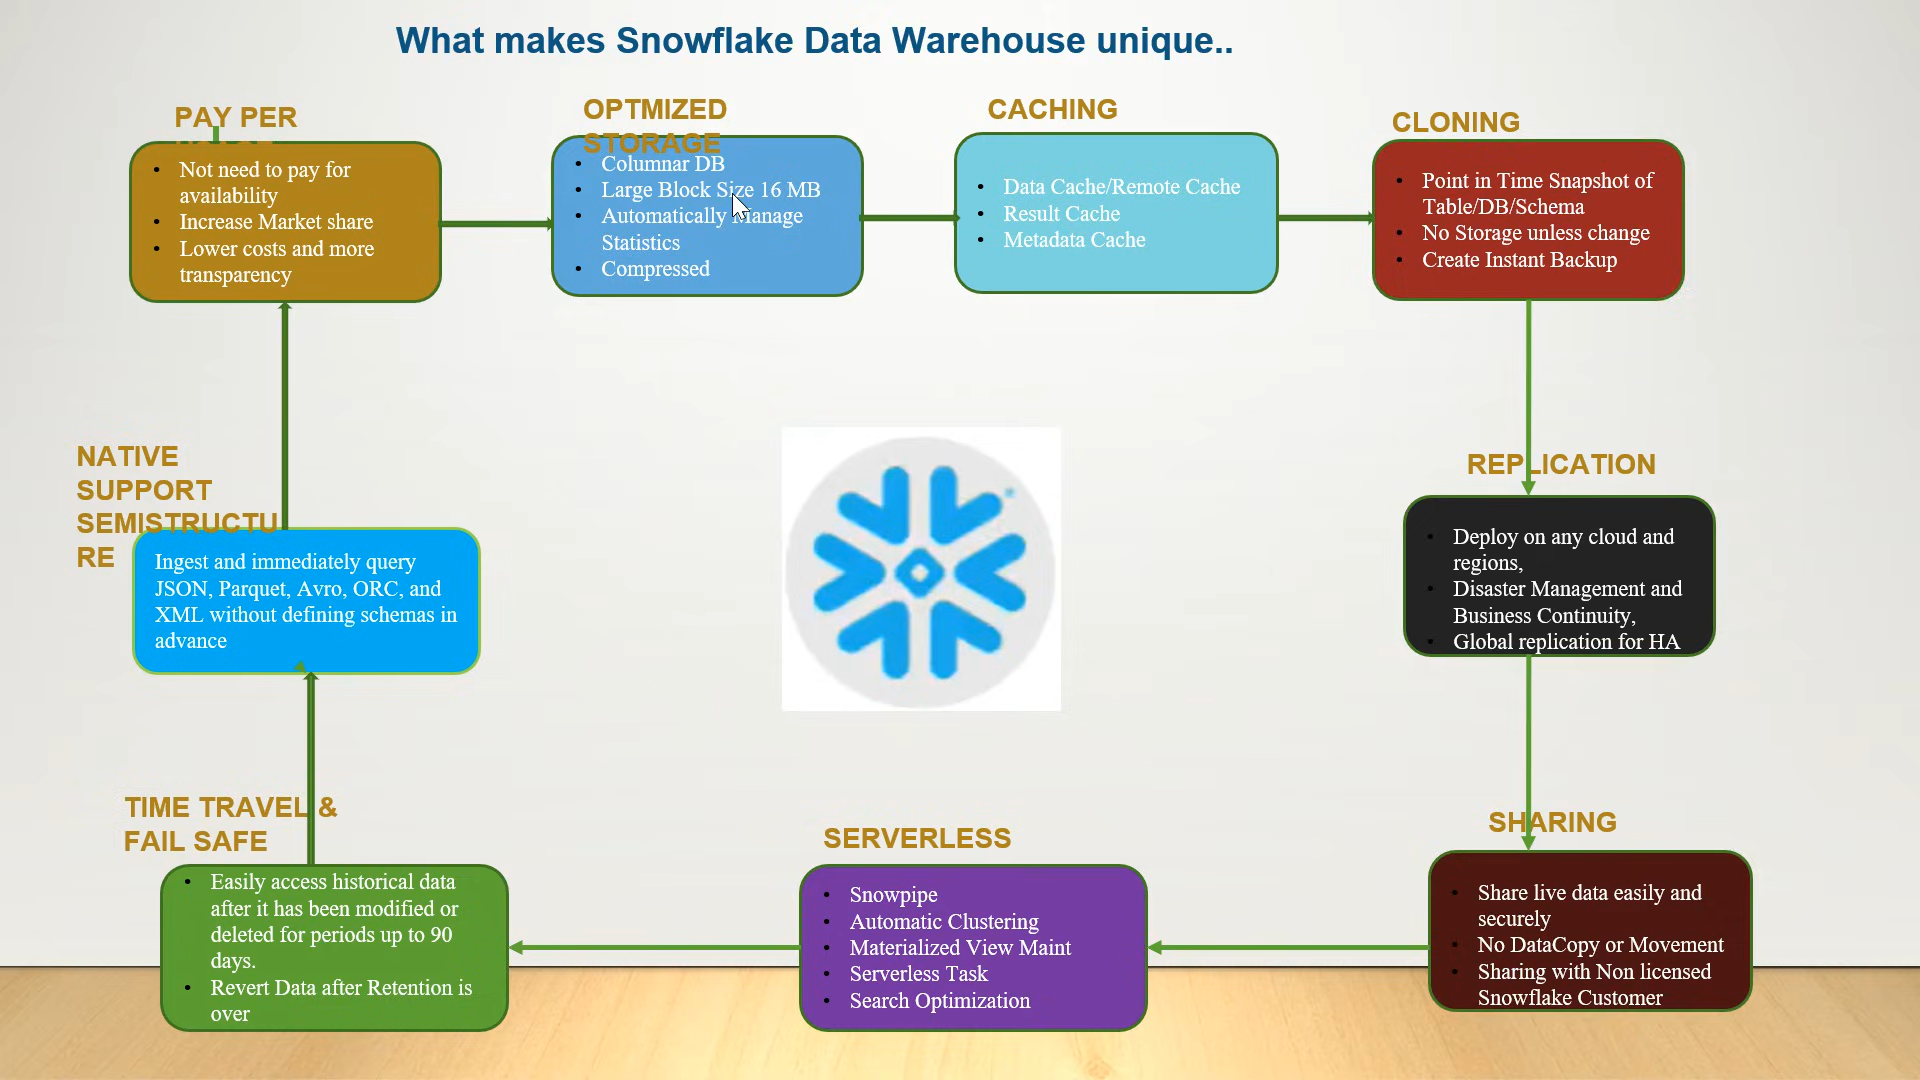 What makes Snowflake Data Warehouse unique..
PAY PER
• Not need to pay for
availability
• Increase Market share
• Lower costs and more
transparency
OPTMIZED
STORAGE
• Columnar DB
• Large Block Size 16 MB
• Automatically Manage
Statistics
• Compressed
CACHING
• Data Cache/Remote Cache
• Result Cache
• Metadata Cache
CLONING
• Point in Time Snapshot of
Table/DB/Schema
• No Storage unless change
• Create Instant Backup
REPLICATION
• Deploy on any cloud and
regions,
• Disaster Management and
Business Continuity,
• Global replication for HA
SHARING
• Share live data easily and
securely
• No DataCopy or Movement
• Sharing with Non licensed
Snowflake Customer
SERVERLESS
• Snowpipe
• Automatic Clustering
• Materialized View Maint
• Serverless Task
• Search Optimization
TIME TRAVEL &
FAIL SAFE
• Easily access historical data
after it has been modified or
deleted for periods up to 90
days.
• Revert Data after Retention is
over
NATIVE
SUPPORT
SEMISTRUCTU
RE
Ingest and immediately query
JSON, Parquet, Avro, ORC, and
XML without defining schemas in
advance